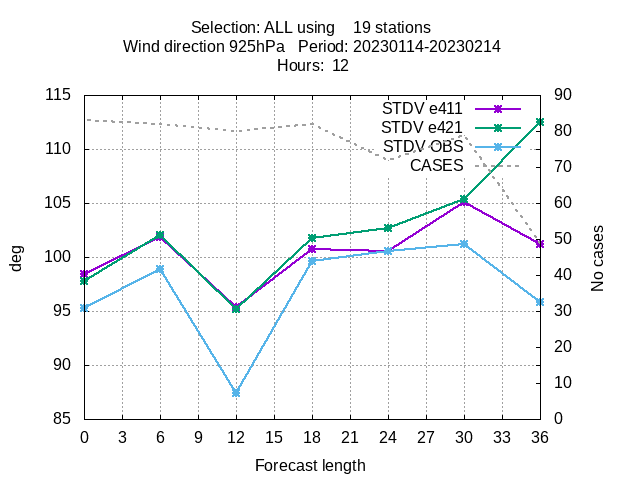 Selection: ALL using    19 stations
Wind direction 925hPa   Period: 20230114-20230214
Hours:  12
115
110
105
100
95
90
85
deg
STDV e411
STDV e421
STDV OBS
CASES
90
80
70
60
50
40
30
20
10
0
No cases
0 3 6 9 12 15 18 21 24 27 30 33 36
Forecast length